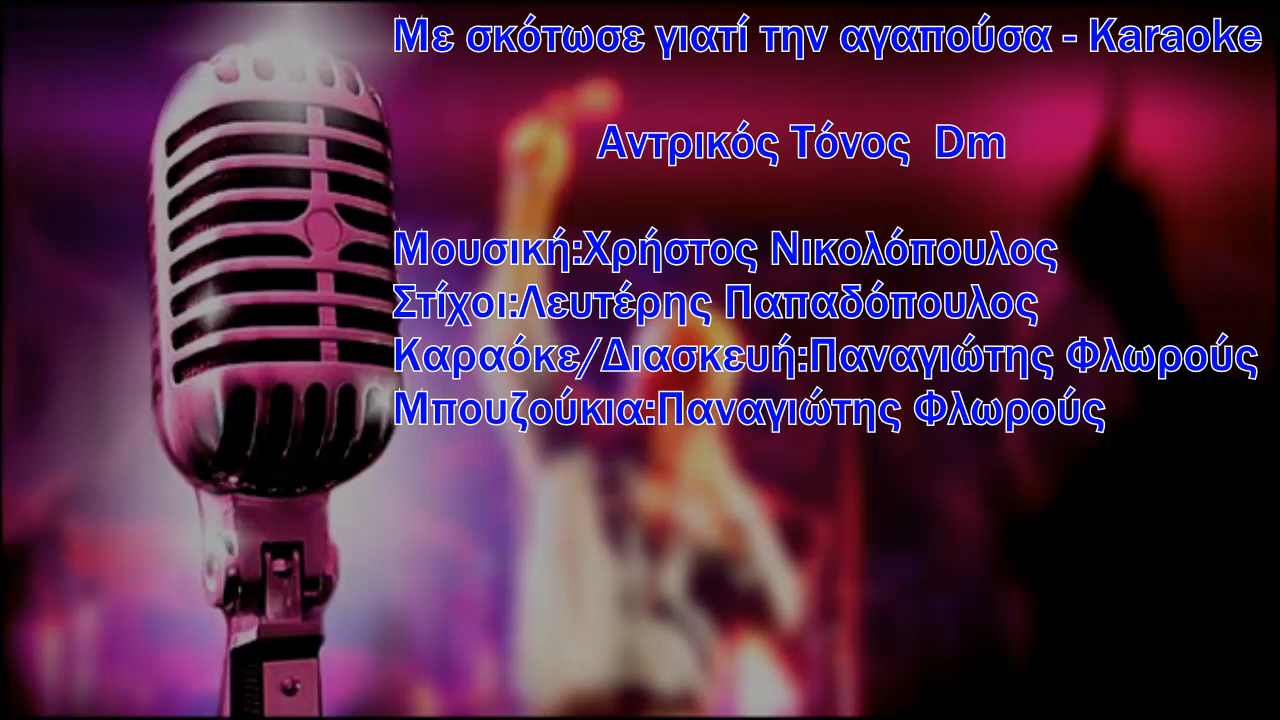 Με σκότωσε γιατί την αγαπούσα - Karaoke
Αντρικός Τόνος Dm
Μουσική:Χρήστος Νικολόπουλος
Στίχοι:Λευτέρης Παπαδόπουλος
Καραόκε/Διασκευή:Παναγιώτης Φλωρούς
Μπουζούκια:Παναγιώτης Φλωρούς